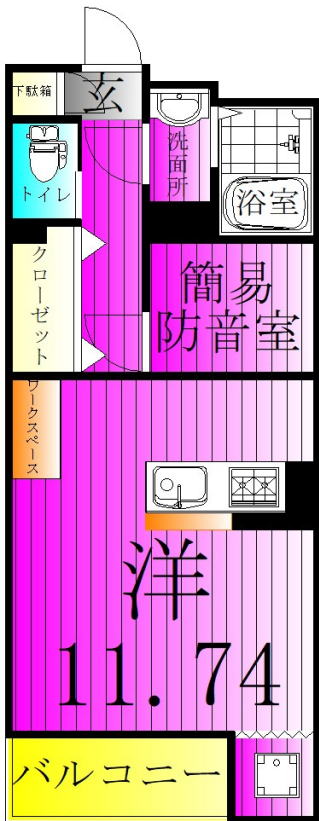 下駄箱
玄
洗面所
トイレ
浴室
クローゼット
簡易
防音室
ワークスペース
洋
11.74
バルコニー